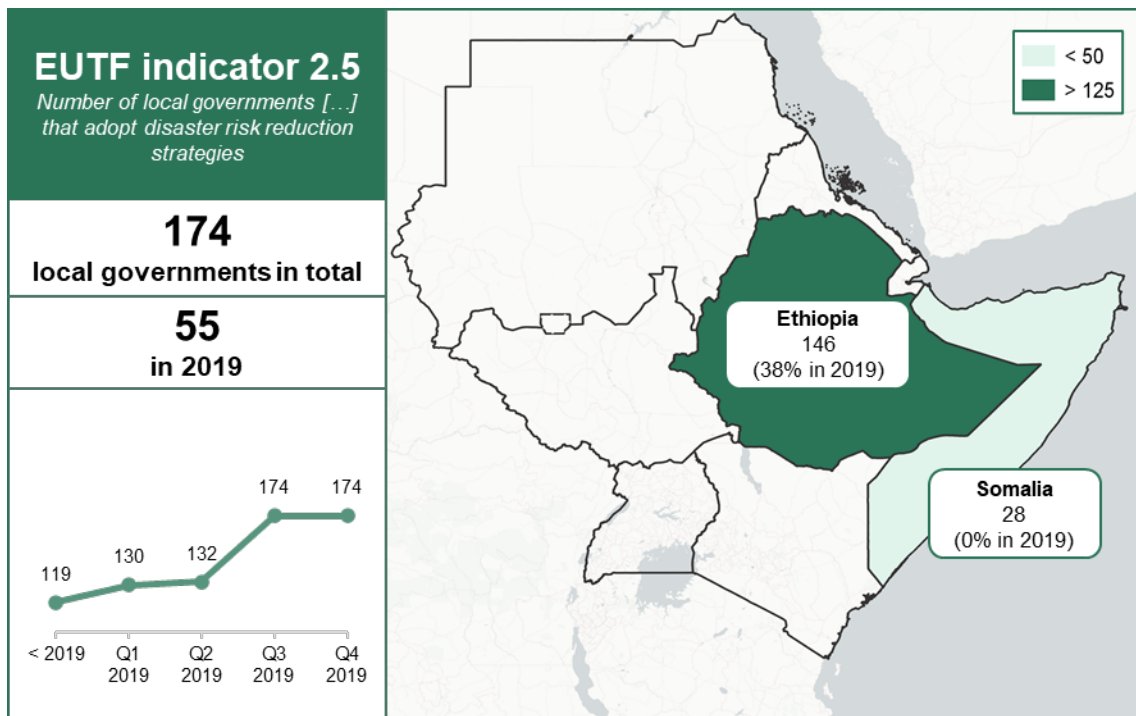 EUTF indicator 2.5
Number of local governments […]
that adopt disaster risk reduction
strategies
174
local governments in total
55
in 2019
119
130
132
174
174
< 2019
Q1
2019
Q2
2019
Q3
2019
Q4
2019
< 50
> 125
Ethiopia
146
(38% in 2019)
Somalia
28
(0% in 2019)